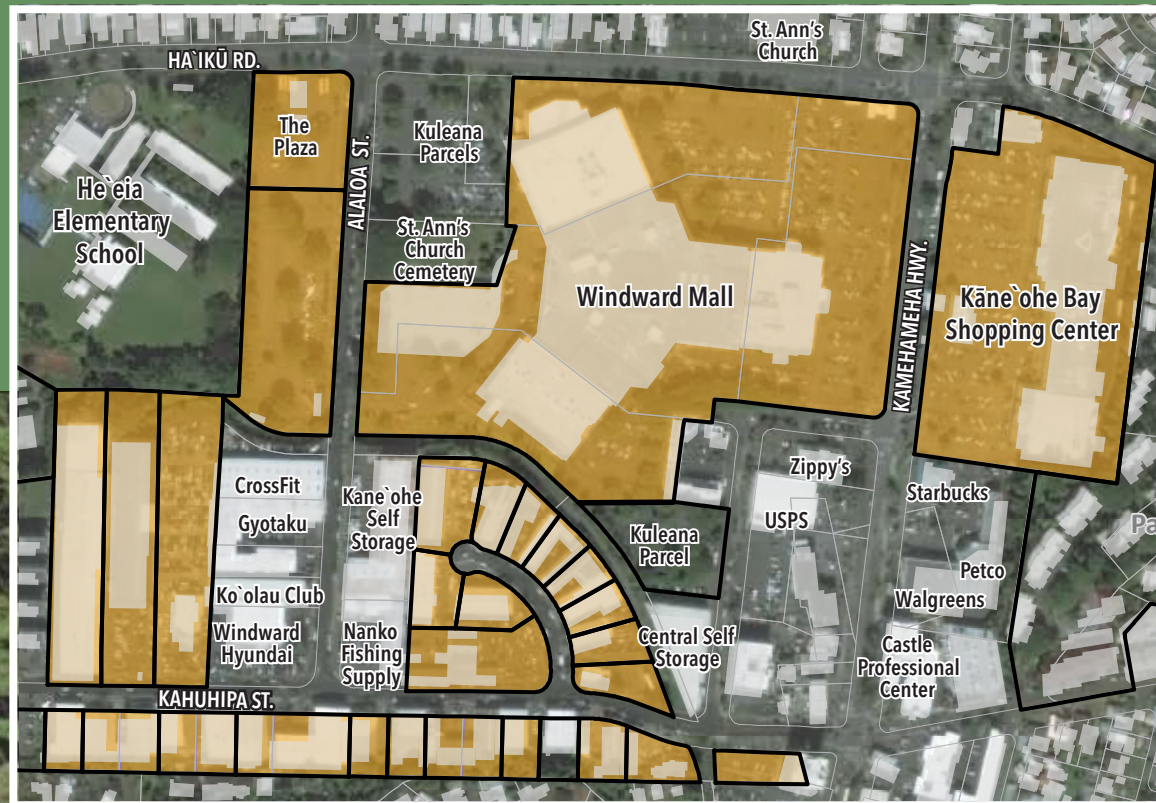 St. Ann's
Church
HA`IKŪ RD.
The
Plaza
ALALOA ST.
Kuleana
Parcels
He`eia
Elementary
School
St. Ann's
Church
Cemetery
Windward Mall
KAMEHAMEHA HWY.
Kāne`ohe Bay
Shopping Center
CrossFit
Gyotaku
Ko`olau Club
Windward
Hyundai
Kane`ohe
Self
Storage
Nanko
Fishing
Supply
Kuleana
Parcel
Central Self
Storage
Zippy's
USPS
Starbucks
Petco
Walgreens
Castle
Professional
Center
Pa
KAHUHIPA ST.